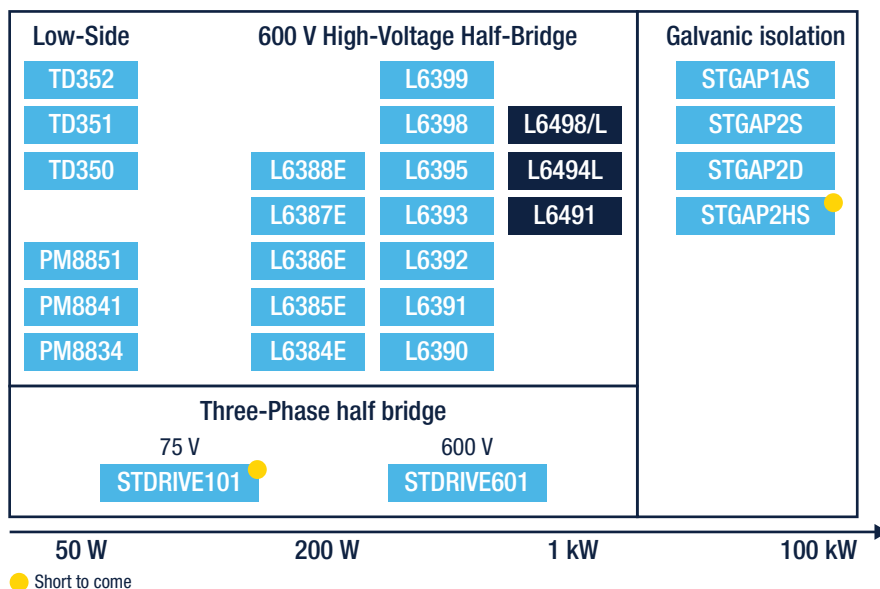 Low-Side
600 V High-Voltage Half-Bridge
Galvanic isolation
TD352
L6399
STGAP1AS
TD351
L6398
L6498/L
STGAP2S
TD350
L6388E
L6395
L6494L
STGAP2D
L6387E
L6393
L6491
STGAP2HS
PM8851
L6386E
L6392
PM8841
L6385E
L6391
PM8834
L6384E
L6390
Three-Phase half bridge
75 V
600 V
STDRIVE101
STDRIVE601
50 W
200 W
1 kW
100 kW
Short to come